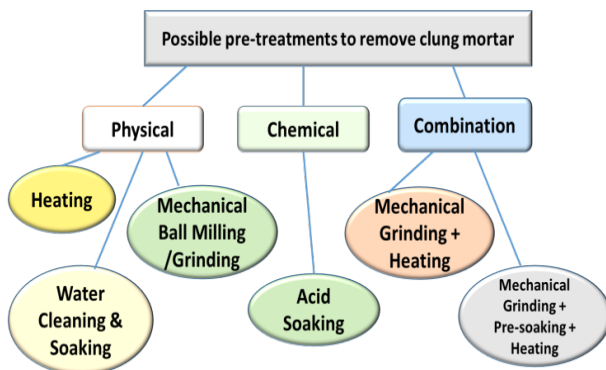 Possible pre-treatments to remove clung mortar
Physical
Chemical
Combination
Heating
Mechanical
Ball Milling
/Grinding
Mechanical
Grinding +
Heating
Water
Cleaning &
Soaking
Acid
Soaking
Mechanical
Grinding +
Pre-soaking +
Heating